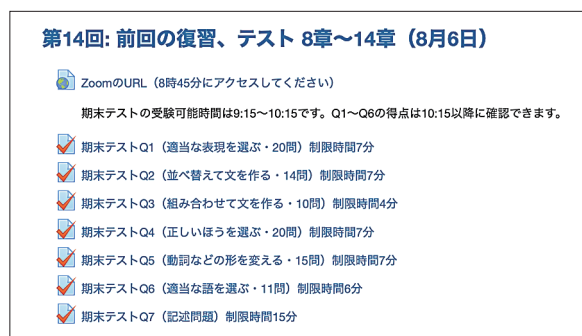 第14回: 前回の復習、テスト 8章〜14章（8月6日）
ZoomのURL（8時45分にアクセスしてください）
期末テストの受験可能時間は9:15〜10:15です。Q1〜Q6の得点は10:15以降に確認できます。
期末テストQ1（適当な表現を選ぶ・20問）制限時間7分
期末テストQ2（並べ替えて文を作る・14問）制限時間7分
期末テストQ3（組み合わせて文を作る・10問）制限時間4分
期末テストQ4（正しいほうを選ぶ・20問）制限時間7分
期末テストQ5（動詞などの形を変える・15問）制限時間7分
期末テストQ6（適当な語を選ぶ・11問）制限時間6分
期末テストQ7（記述問題）制限時間15分